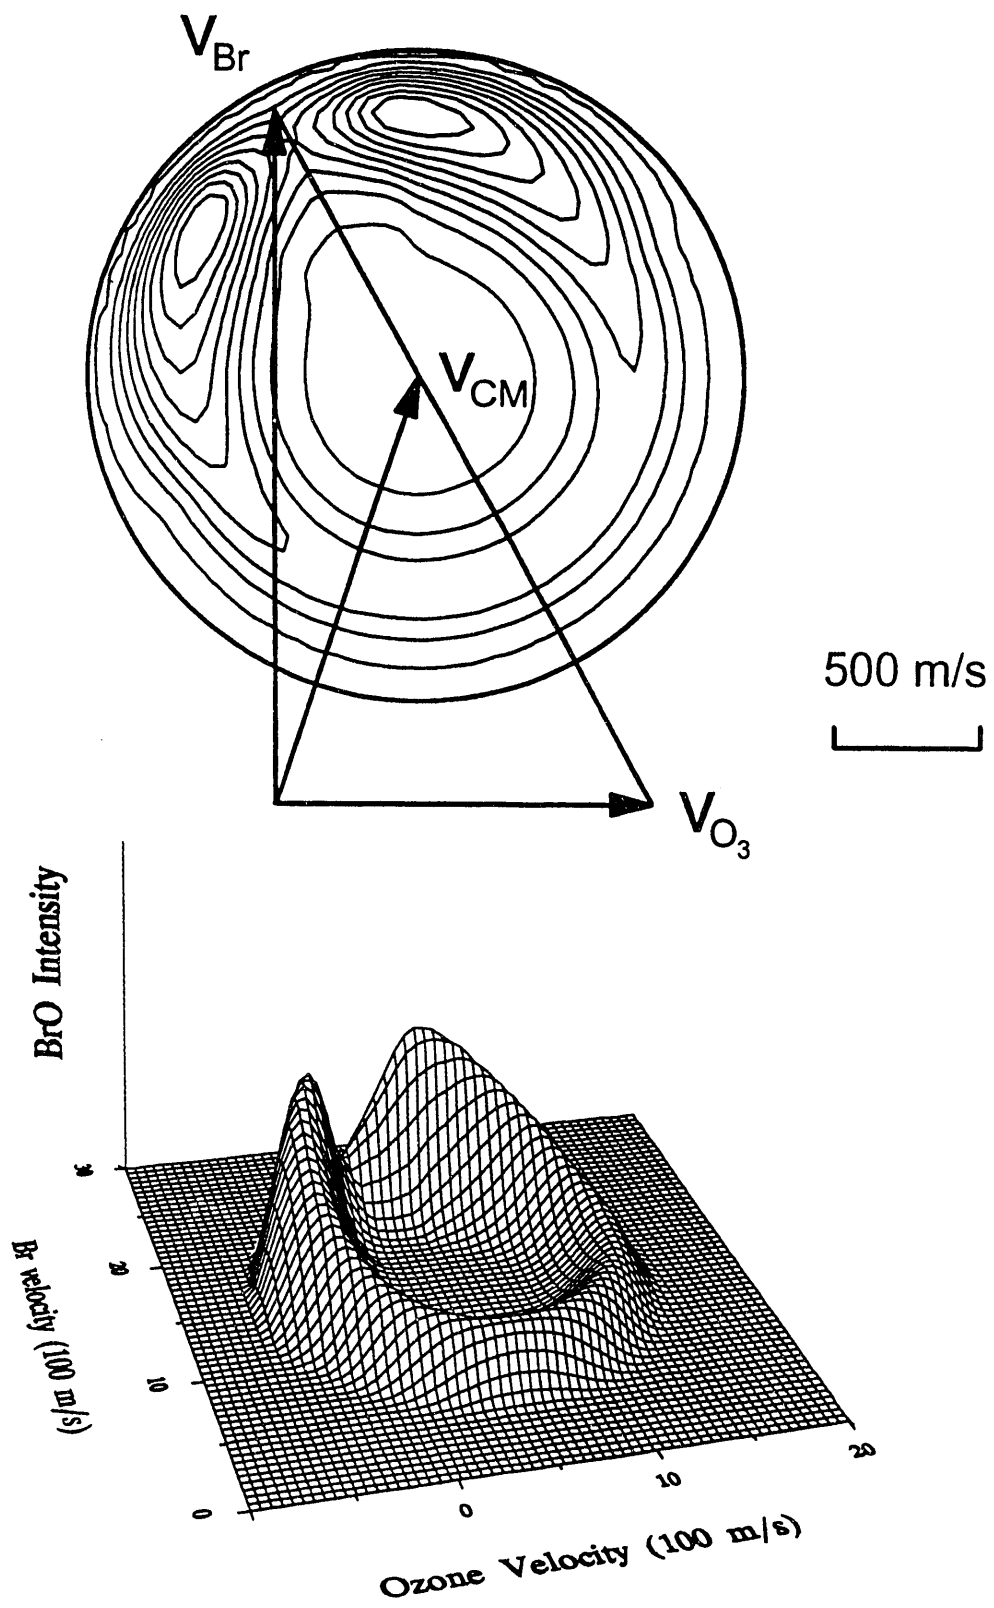 V_Br
V_CM
500 m/s
V_O₃
BrO Intensity
30
20
10
0
Br velocity (100 m/s)
0
10
20
Ozone Velocity (100 m/s)